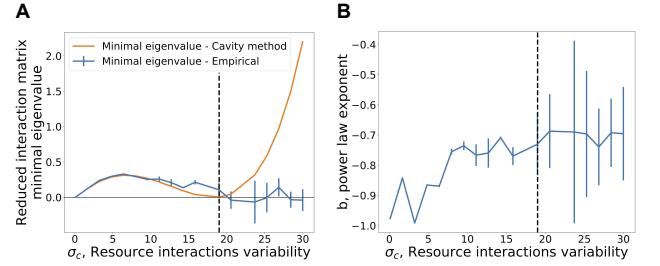 A
Reduced interaction matrix
minimal eigenvalue
2.0
1.5
1.0
0.5
0.0
Minimal eigenvalue - Cavity method
Minimal eigenvalue - Empirical
0 5 10 15 20 25 30
σc, Resource interactions variability
B
b, power law exponent
−0.4
−0.5
−0.6
−0.7
−0.8
−0.9
−1.0
0 5 10 15 20 25 30
σc, Resource interactions variability